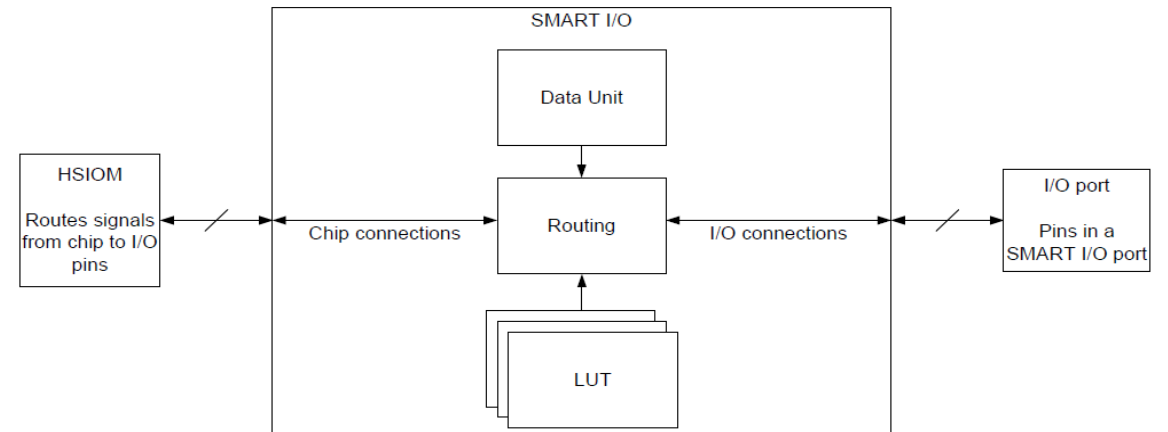 SMART I/O
Data Unit
HSIOM
Routes signals
from chip to I/O
pins
Chip connections
Routing
I/O connections
I/O port
Pins in a
SMART I/O port
LUT